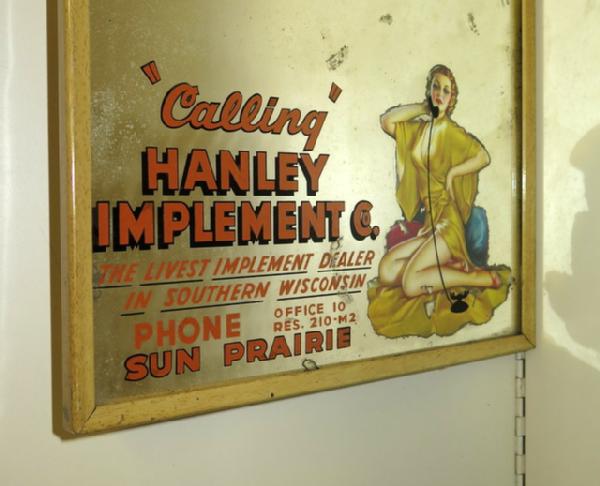 "Calling"
HANLEY
IMPLEMENT Co.
THE LIVEST IMPLEMENT DEALER
IN SOUTHERN WISCONSIN
PHONE OFFICE 10
RES. 210-M2
SUN PRAIRIE